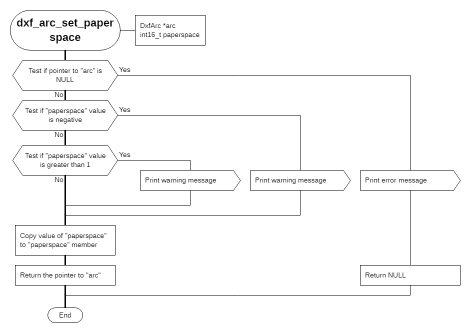 dxf_arc_set_paper
space
DxfArc *arc
int16_t paperspace
Test if pointer to "arc" is
NULL
Yes
No
Test if "paperspace" value
is negative
Yes
No
Test if "paperspace" value
is greater than 1
Yes
No
Print warning message
Print warning message
Print error message
Copy value of "paperspace"
to "paperspace" member
Return the pointer to "arc"
Return NULL
End